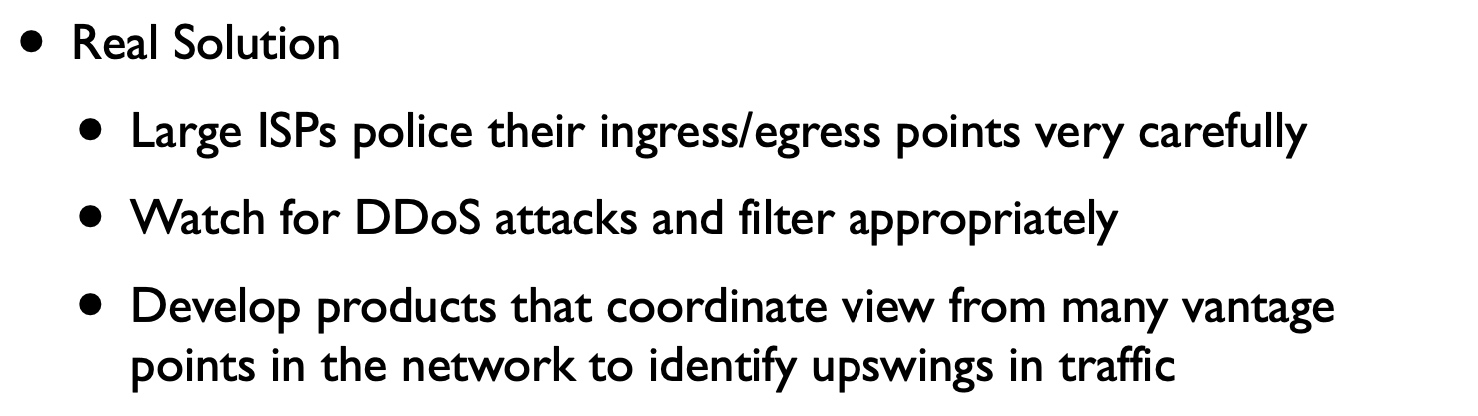 • Real Solution
• Large ISPs police their ingress/egress points very carefully
• Watch for DDoS attacks and filter appropriately
• Develop products that coordinate view from many vantage
points in the network to identify upswings in traffic